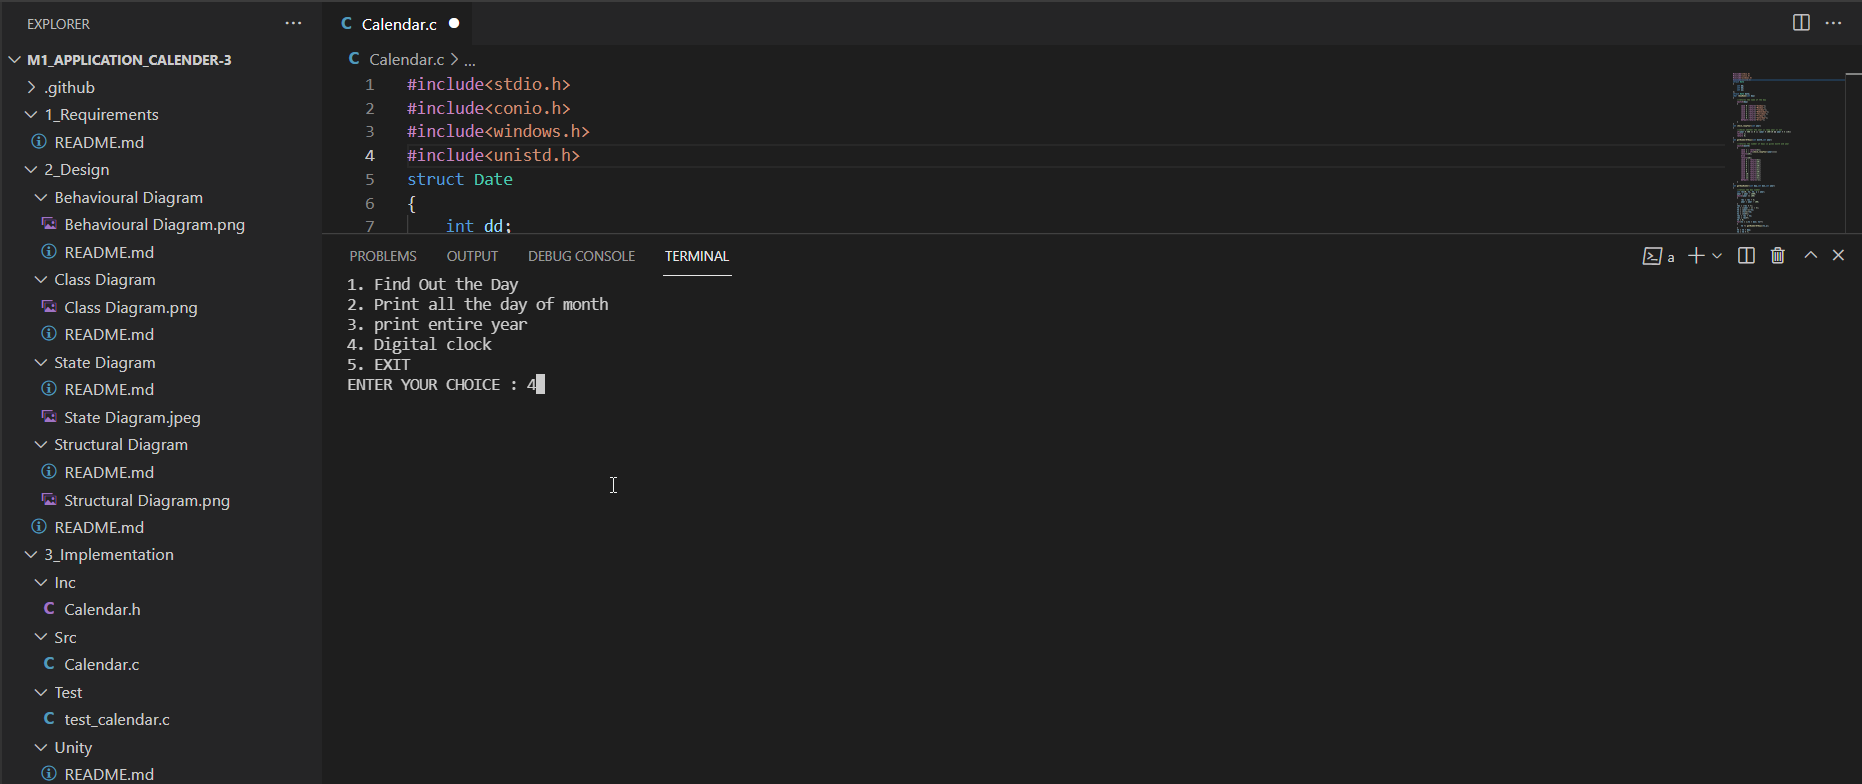 EXPLORER
M1_APPLICATION_CALENDER-3
.github
1_Requirements
README.md
2_Design
Behavioural Diagram
Behavioural Diagram.png
README.md
Class Diagram
Class Diagram.png
README.md
State Diagram
README.md
State Diagram.jpeg
Structural Diagram
README.md
Structural Diagram.png
README.md
3_Implementation
Inc
C Calendar.h
Src
C Calendar.c
Test
C test_calendar.c
Unity
README.md
C Calendar.c
C Calendar.c > ...
1 #include<stdio.h>
2 #include<conio.h>
3 #include<windows.h>
4 #include<unistd.h>
5 struct Date
6 {
7 int dd;
PROBLEMS OUTPUT DEBUG CONSOLE TERMINAL
a
1. Find Out the Day
2. Print all the day of month
3. print entire year
4. Digital clock
5. EXIT
ENTER YOUR CHOICE : 4